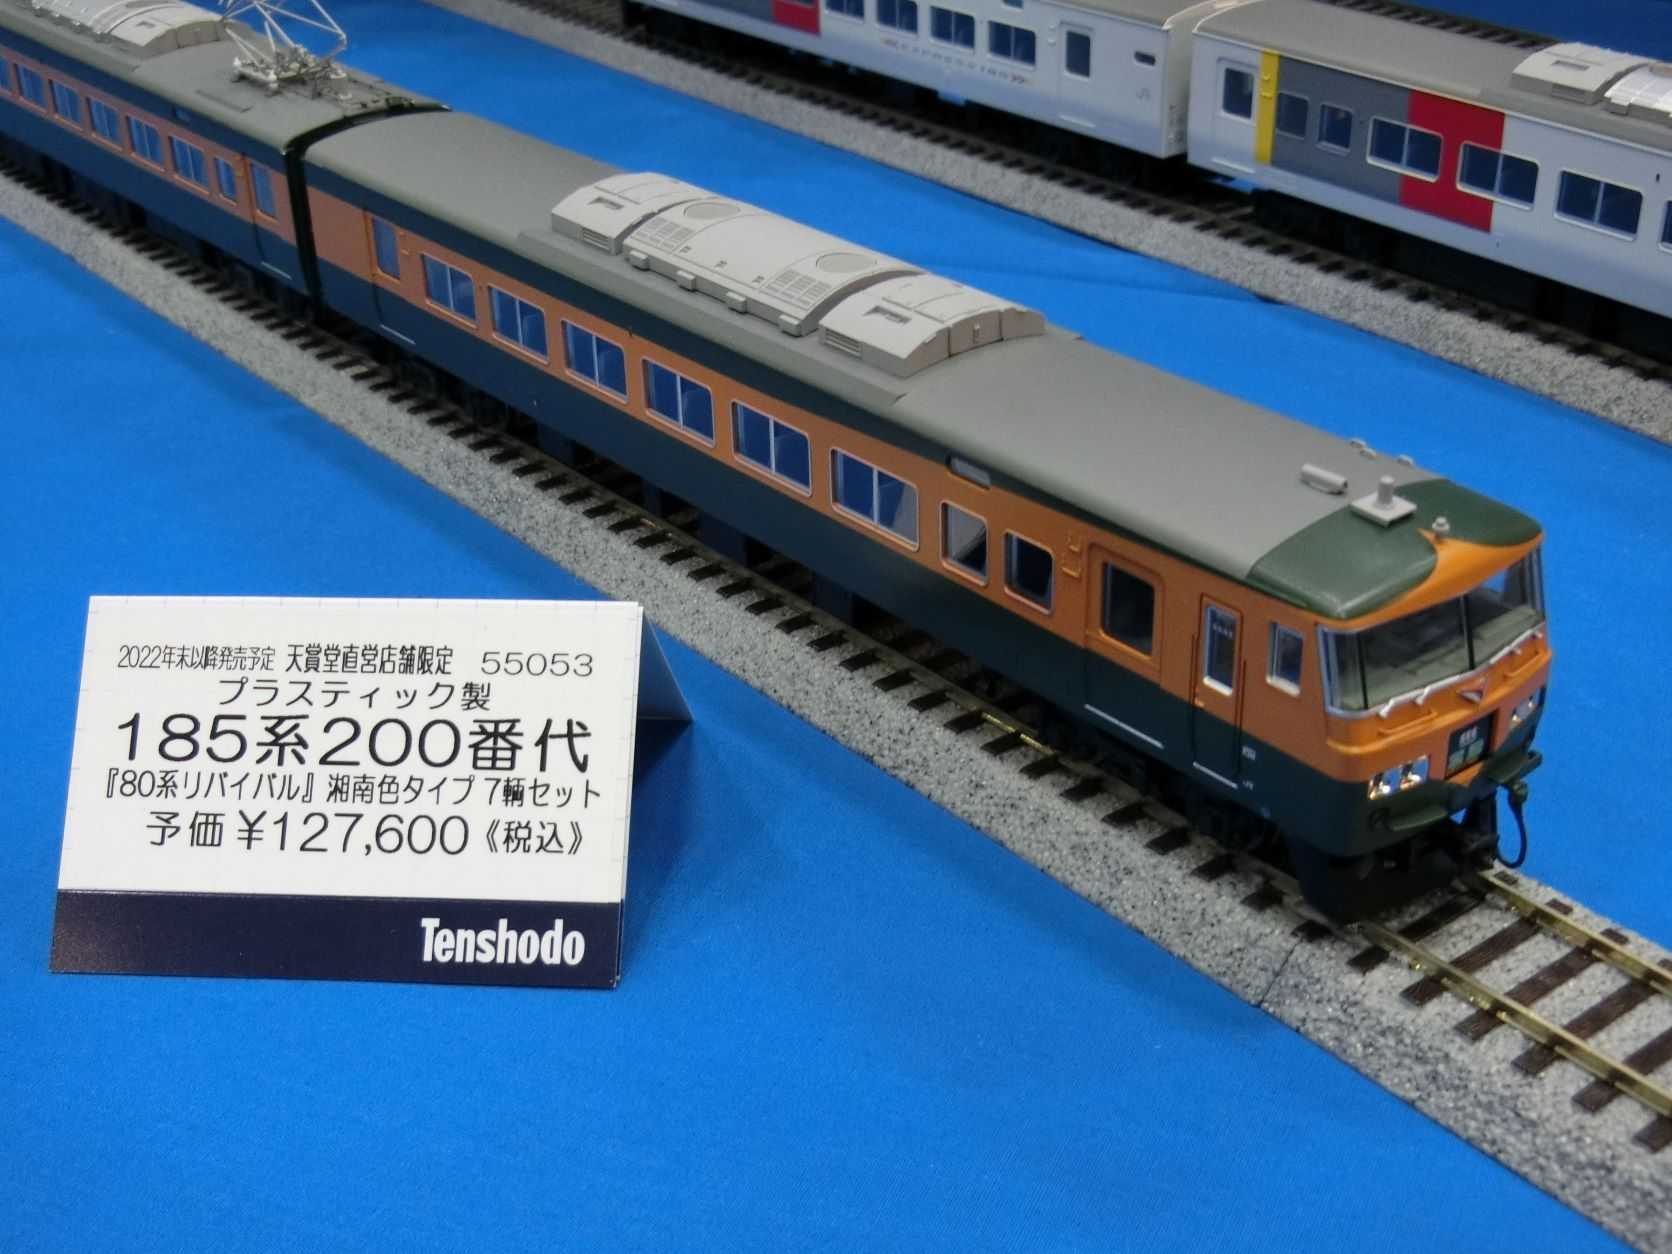 2022年末以降発売予定 天賞堂直営店舗限定 55053
プラスティック製
185系200番代
『80系リバイバル』湘南色タイプ 7輌セット
予価¥127,600《税込》
Tenshodo
JR